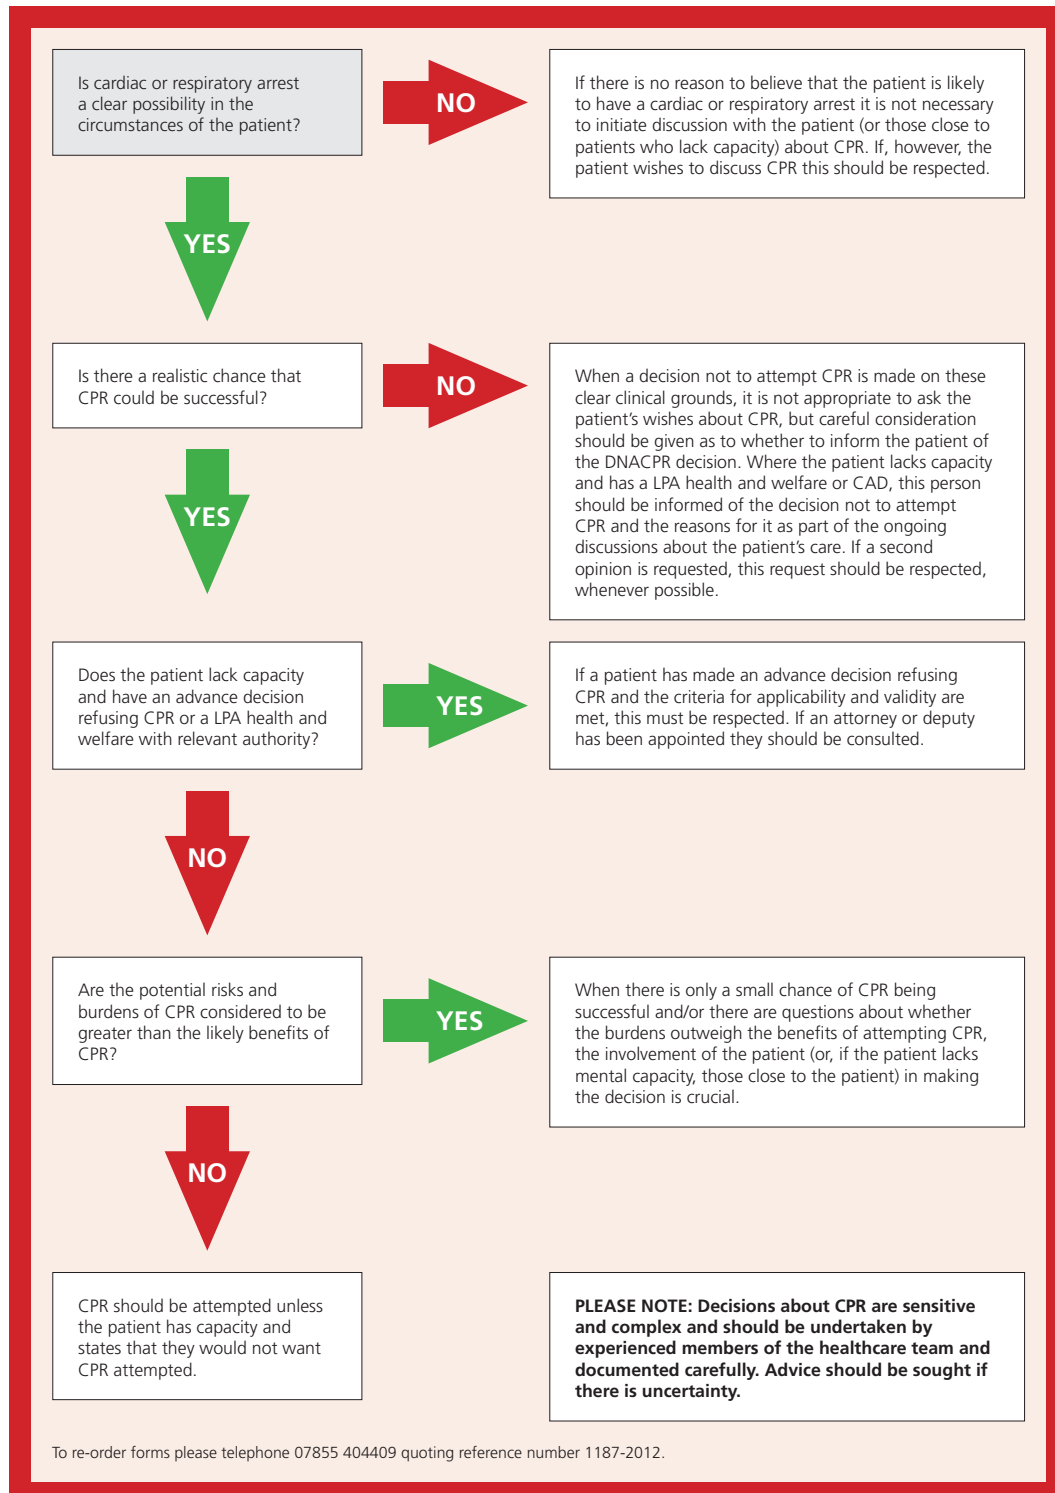 Is cardiac or respiratory arrest
a clear possibility in the
circumstances of the patient?
NO
If there is no reason to believe that the patient is likely
to have a cardiac or respiratory arrest it is not necessary
to initiate discussion with the patient (or those close to
patients who lack capacity) about CPR. If, however, the
patient wishes to discuss CPR this should be respected.
YES
Is there a realistic chance that
CPR could be successful?
NO
When a decision not to attempt CPR is made on these
clear clinical grounds, it is not appropriate to ask the
patient’s wishes about CPR, but careful consideration
should be given as to whether to inform the patient of
the DNACPR decision. Where the patient lacks capacity
and has a LPA health and welfare or CAD, this person
should be informed of the decision not to attempt
CPR and the reasons for it as part of the ongoing
discussions about the patient’s care. If a second
opinion is requested, this request should be respected,
whenever possible.
YES
Does the patient lack capacity
and have an advance decision
refusing CPR or a LPA health and
welfare with relevant authority?
YES
If a patient has made an advance decision refusing
CPR and the criteria for applicability and validity are
met, this must be respected. If an attorney or deputy
has been appointed they should be consulted.
NO
Are the potential risks and
burdens of CPR considered to be
greater than the likely benefits of
CPR?
YES
When there is only a small chance of CPR being
successful and/or there are questions about whether
the burdens outweigh the benefits of attempting CPR,
the involvement of the patient (or, if the patient lacks
mental capacity, those close to the patient) in making
the decision is crucial.
NO
CPR should be attempted unless
the patient has capacity and
states that they would not want
CPR attempted.
PLEASE NOTE: Decisions about CPR are sensitive
and complex and should be undertaken by
experienced members of the healthcare team and
documented carefully. Advice should be sought if
there is uncertainty.
To re-order forms please telephone 07855 404409 quoting reference number 1187-2012.